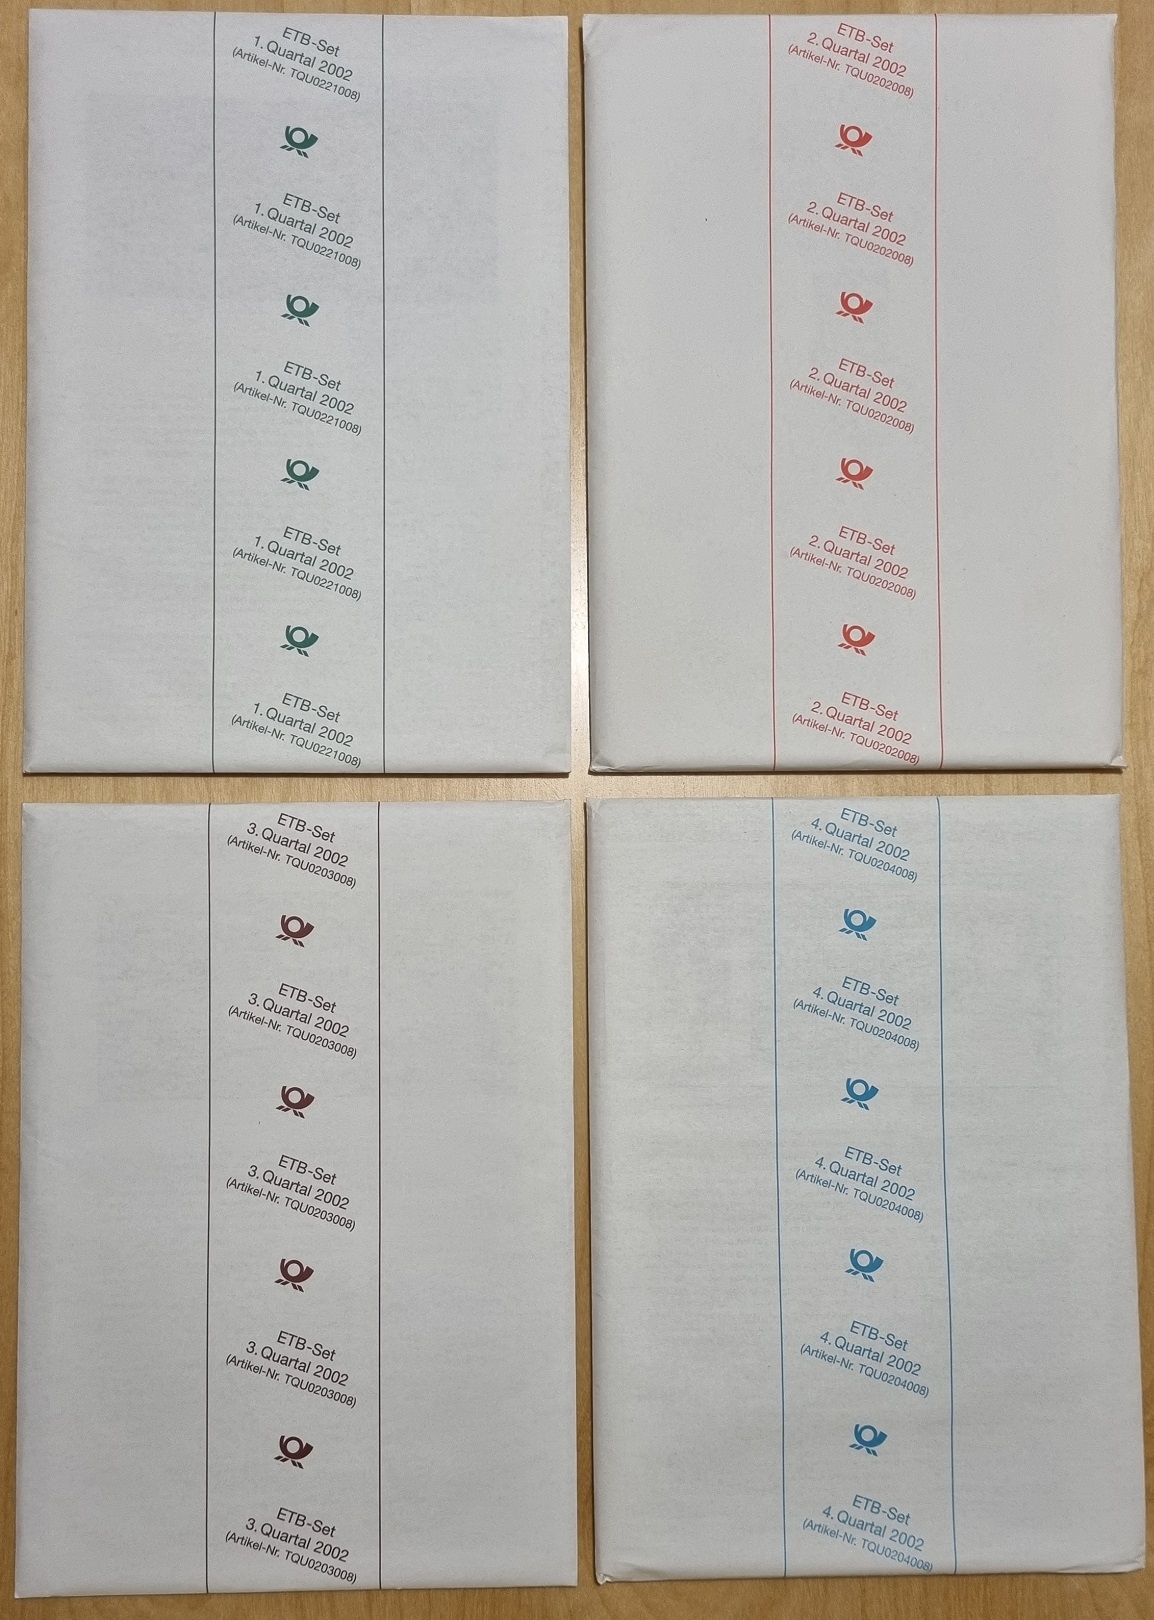 ETB-Set
1. Quartal 2002
(Artikel-Nr. TQU0221008)
ETB-Set
1. Quartal 2002
(Artikel-Nr. TQU0221008)
ETB-Set
1. Quartal 2002
(Artikel-Nr. TQU0221008)
ETB-Set
1. Quartal 2002
(Artikel-Nr. TQU0221008)
ETB-Set
1. Quartal 2002
(Artikel-Nr. TQU0221008)
ETB-Set
2. Quartal 2002
(Artikel-Nr. TQU0202008)
ETB-Set
2. Quartal 2002
(Artikel-Nr. TQU0202008)
ETB-Set
2. Quartal 2002
(Artikel-Nr. TQU0202008)
ETB-Set
2. Quartal 2002
(Artikel-Nr. TQU0202008)
ETB-Set
2. Quartal 2002
(Artikel-Nr. TQU0202008)
ETB-Set
3. Quartal 2002
(Artikel-Nr. TQU0203008)
ETB-Set
3. Quartal 2002
(Artikel-Nr. TQU0203008)
ETB-Set
3. Quartal 2002
(Artikel-Nr. TQU0203008)
ETB-Set
3. Quartal 2002
(Artikel-Nr. TQU0203008)
ETB-Set
3. Quartal 2002
(Artikel-Nr. TQU0203008)
ETB-Set
4. Quartal 2002
(Artikel-Nr. TQU0204008)
ETB-Set
4. Quartal 2002
(Artikel-Nr. TQU0204008)
ETB-Set
4. Quartal 2002
(Artikel-Nr. TQU0204008)
ETB-Set
4. Quartal 2002
(Artikel-Nr. TQU0204008)
ETB-Set
4. Quartal 2002
(Artikel-Nr. TQU0204008)